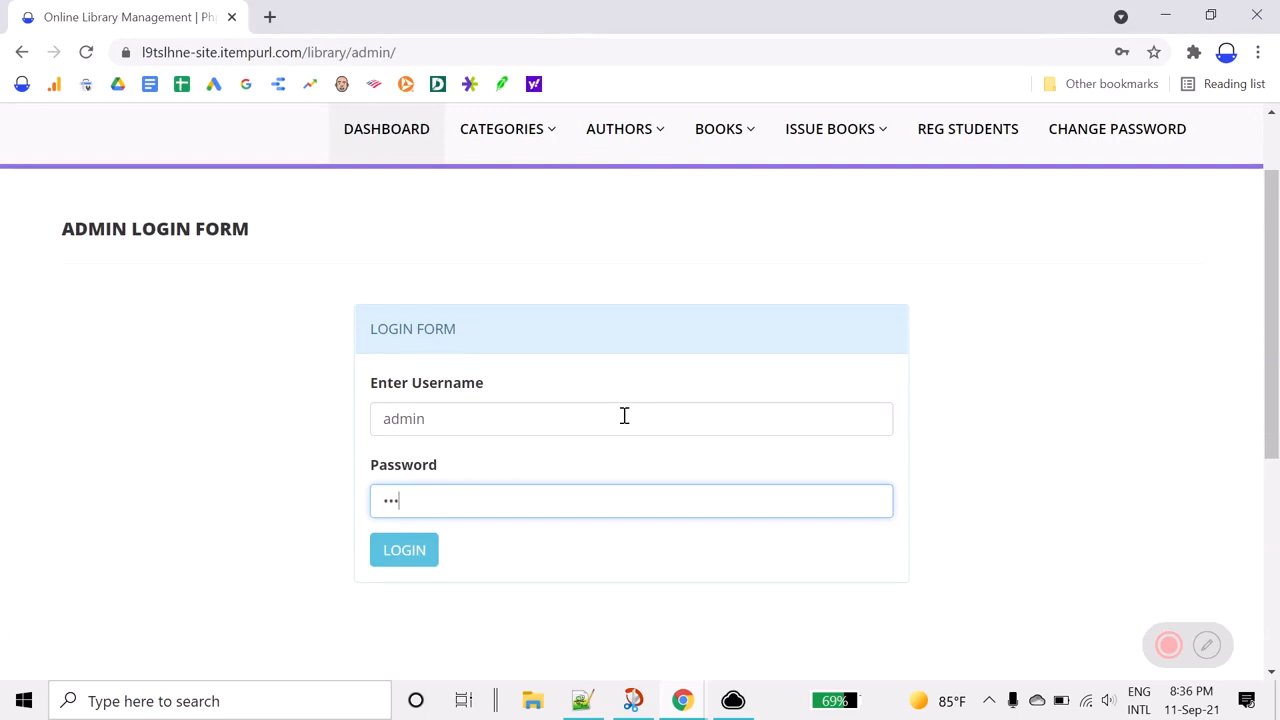 Online Library Management | Ph
l9tslhne-site.itempurl.com/library/admin/
Other bookmarks
Reading list
DASHBOARD CATEGORIES AUTHORS BOOKS ISSUE BOOKS REG STUDENTS CHANGE PASSWORD
ADMIN LOGIN FORM
LOGIN FORM
Enter Username
admin
Password
•••
LOGIN
Type here to search
69%
85°F
ENG
INTL
8:36 PM
11-Sep-21